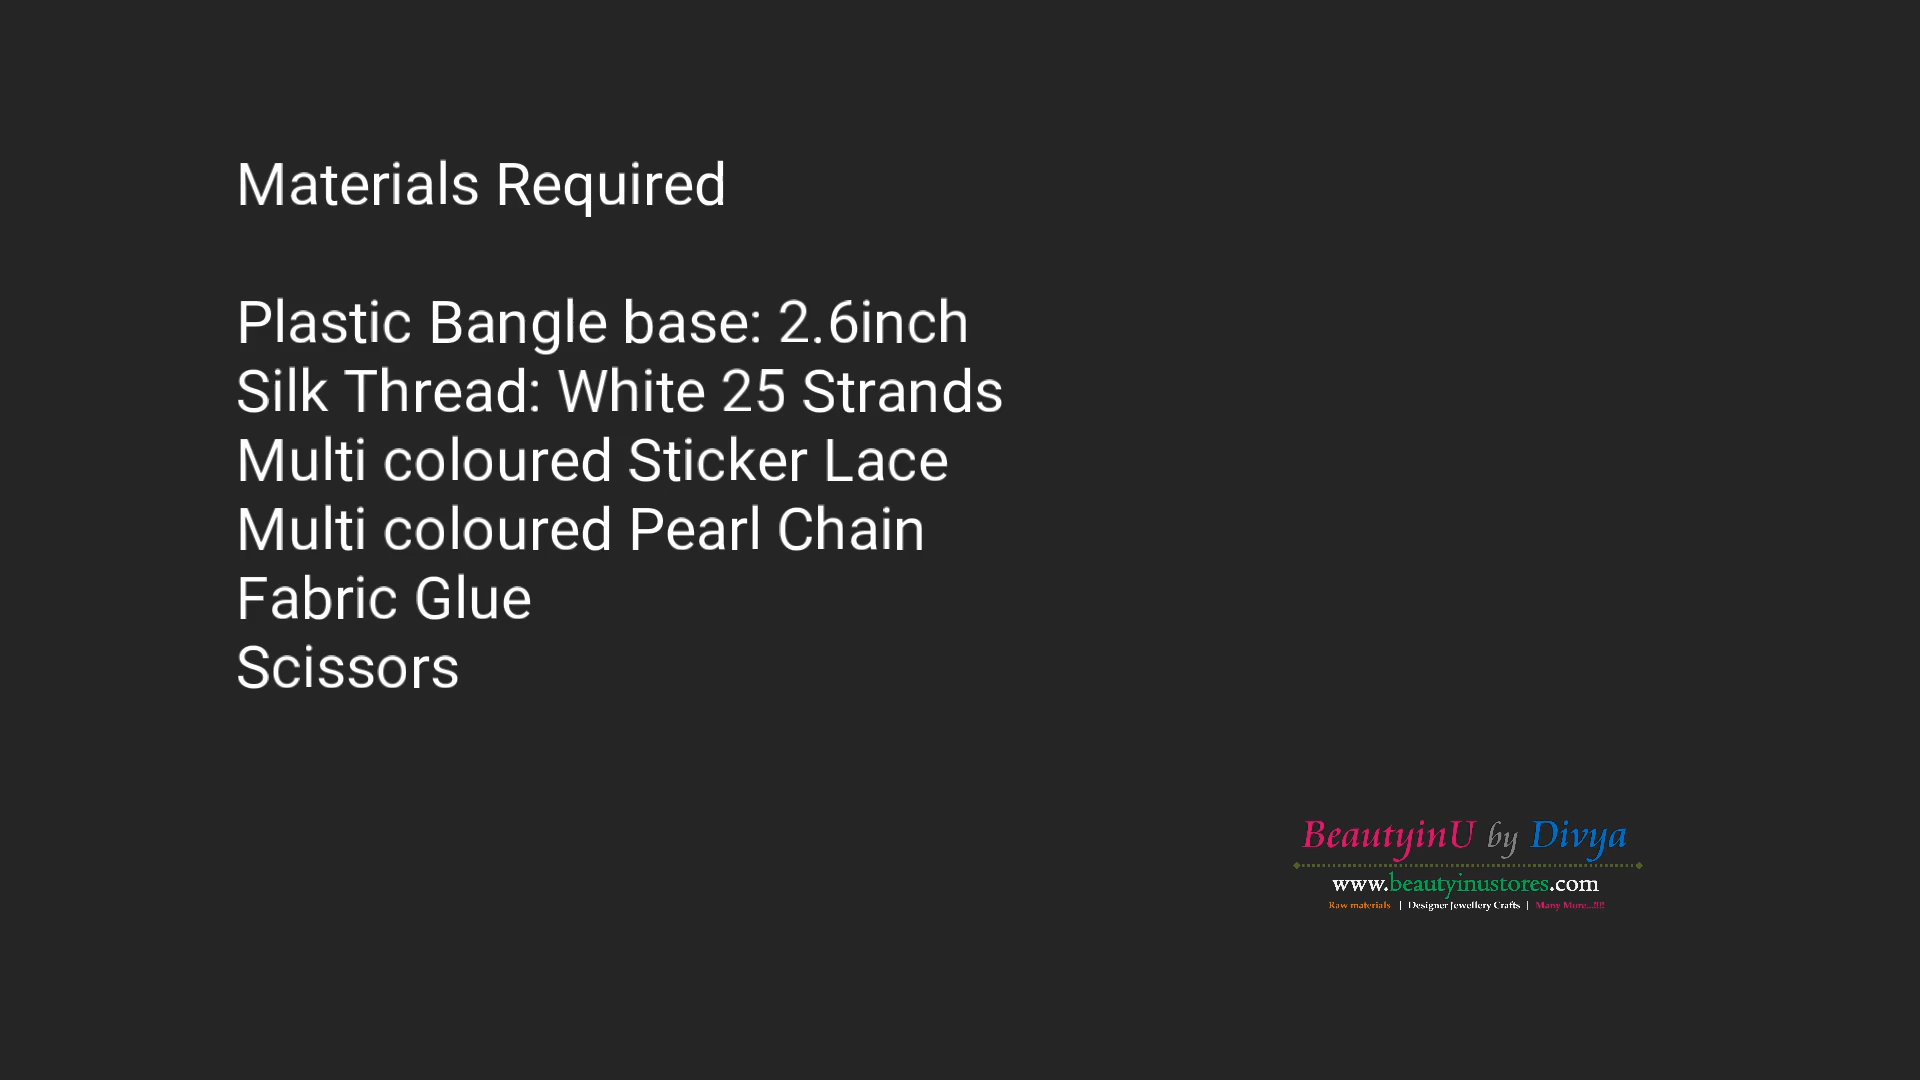 Materials Required
Plastic Bangle base: 2.6inch
Silk Thread: White 25 Strands
Multi coloured Sticker Lace
Multi coloured Pearl Chain
Fabric Glue
Scissors
BeautyinU by Divya
www.beautyinustores.com
Raw materials | Designer Jewellery Crafts | Many More...!!!!